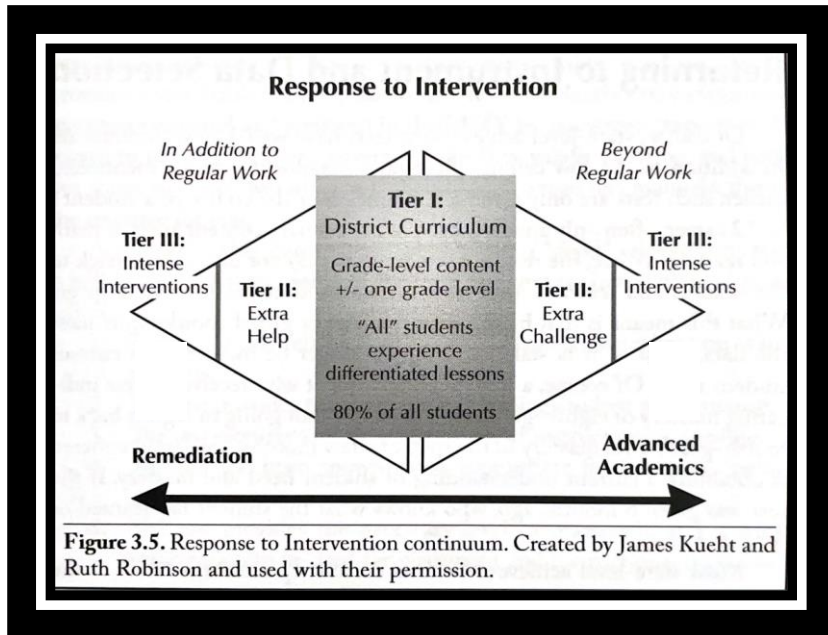 Response to Intervention
In Addition to
Regular Work
Beyond
Regular Work
Tier I:
District Curriculum
Grade-level content
+/- one grade level
"All" students
experience
differentiated lessons
80% of all students
Tier III:
Intense
Interventions
Tier II:
Extra
Help
Tier II:
Extra
Challenge
Tier III:
Intense
Interventions
Remediation
Advanced
Academics
Figure 3.5. Response to Intervention continuum. Created by James Kueht and
Ruth Robinson and used with their permission.